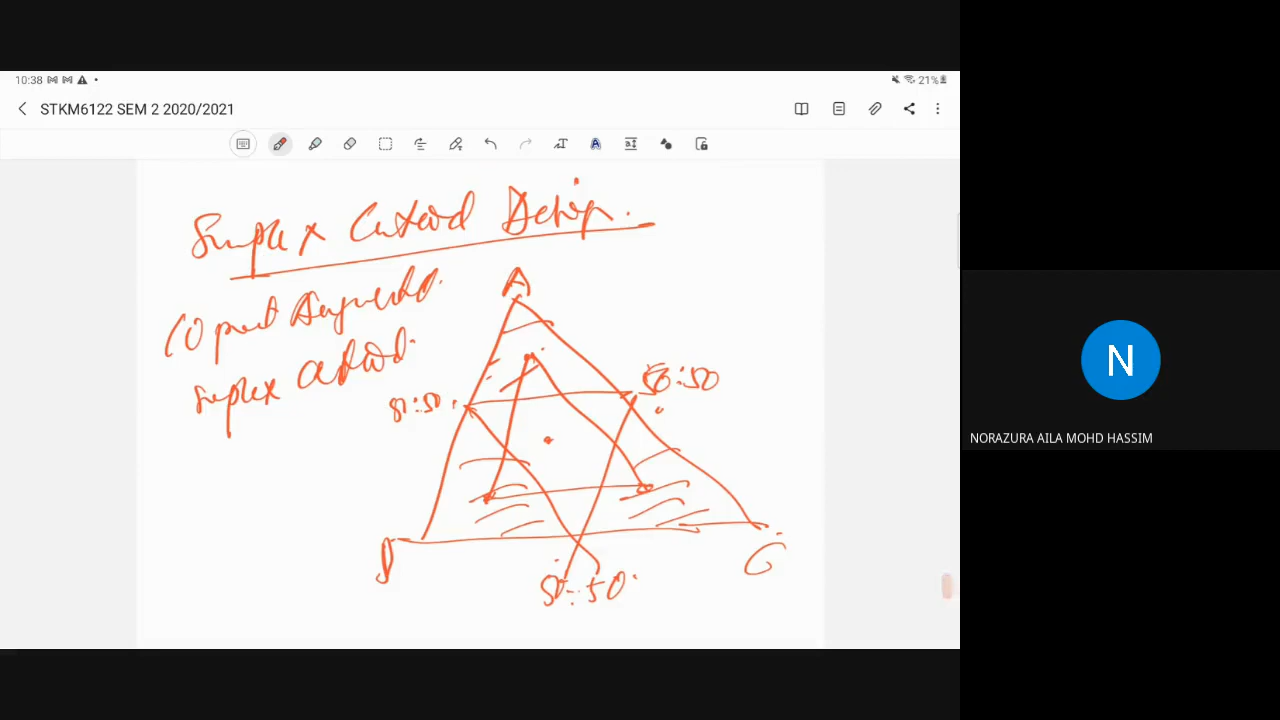 10:38
21%
STKM6122 SEM 2 2020/2021
Simplex Centroid Design.
10 point Augmented
simplex centroid.
A
50:50
50:50
B
C
50:50
N
NORAZURA AILA MOHD HASSIM